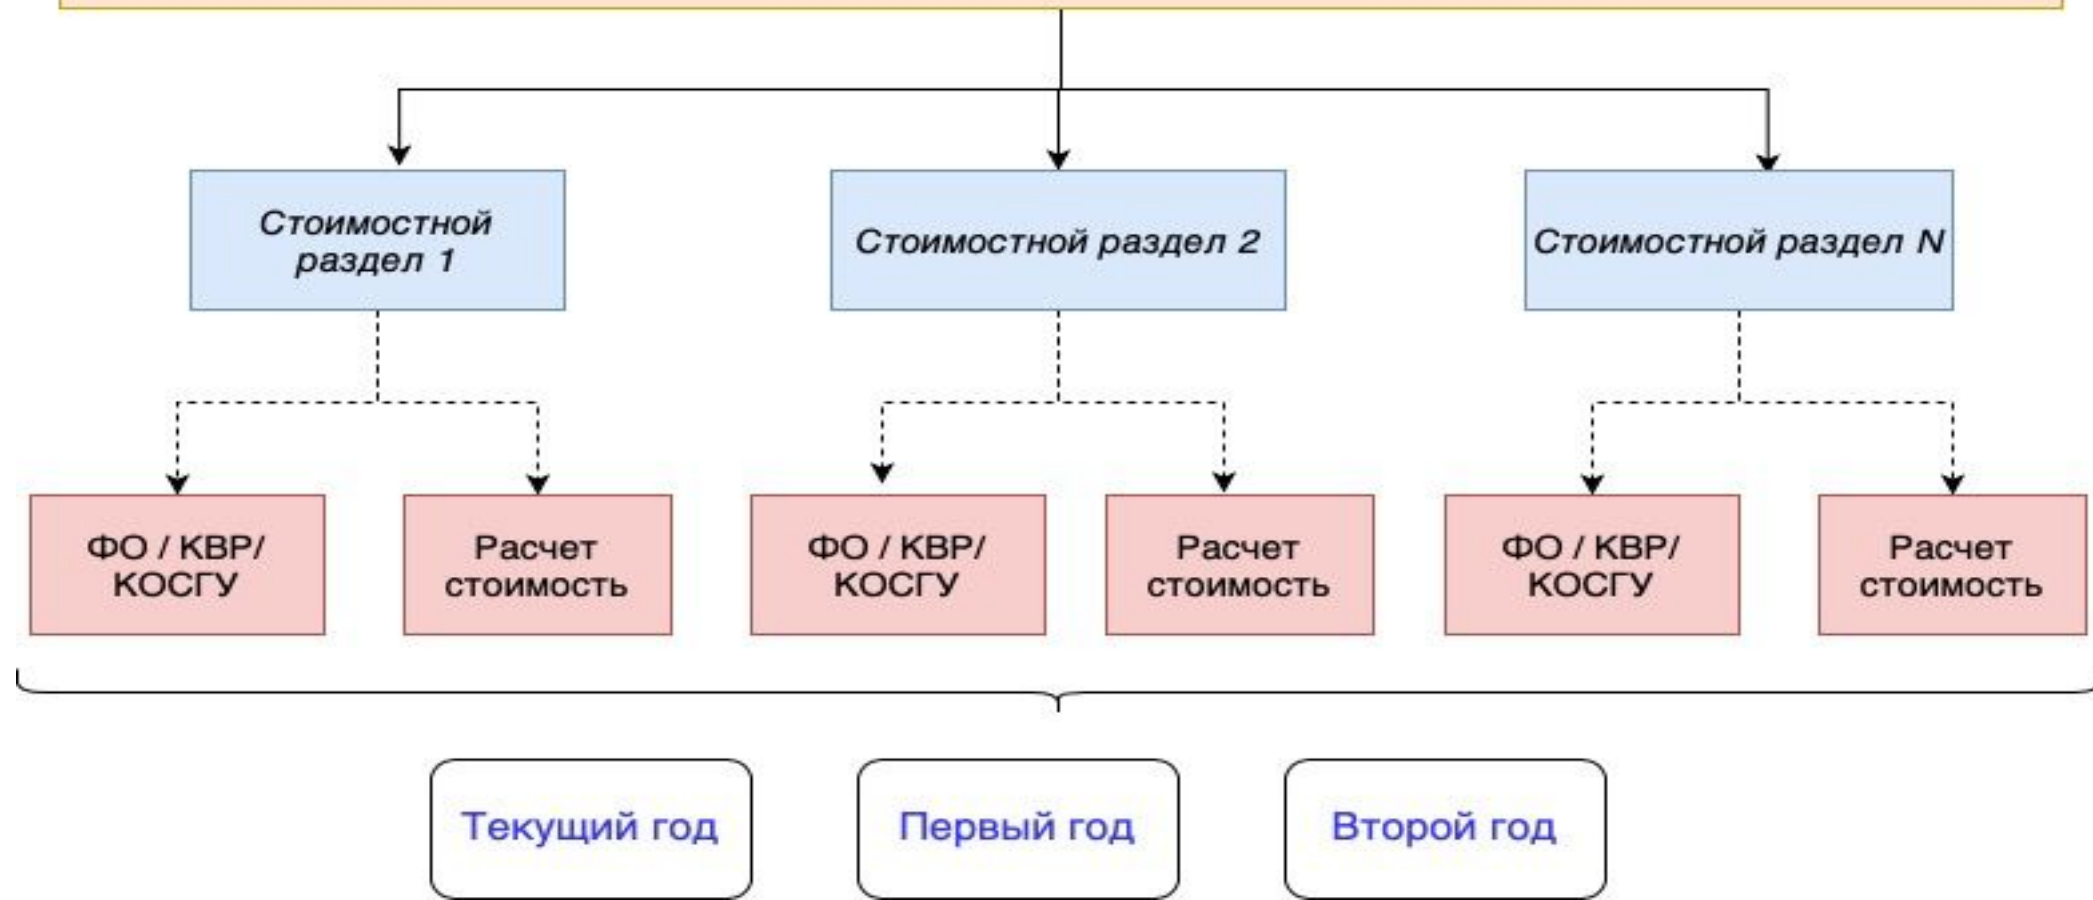 Стоимостной
раздел 1
Стоимостной раздел 2
Стоимостной раздел N
ФО / КВР/
КОСГУ
Расчет
стоимость
ФО / КВР/
КОСГУ
Расчет
стоимость
ФО / КВР/
КОСГУ
Расчет
стоимость
Текущий год
Первый год
Второй год